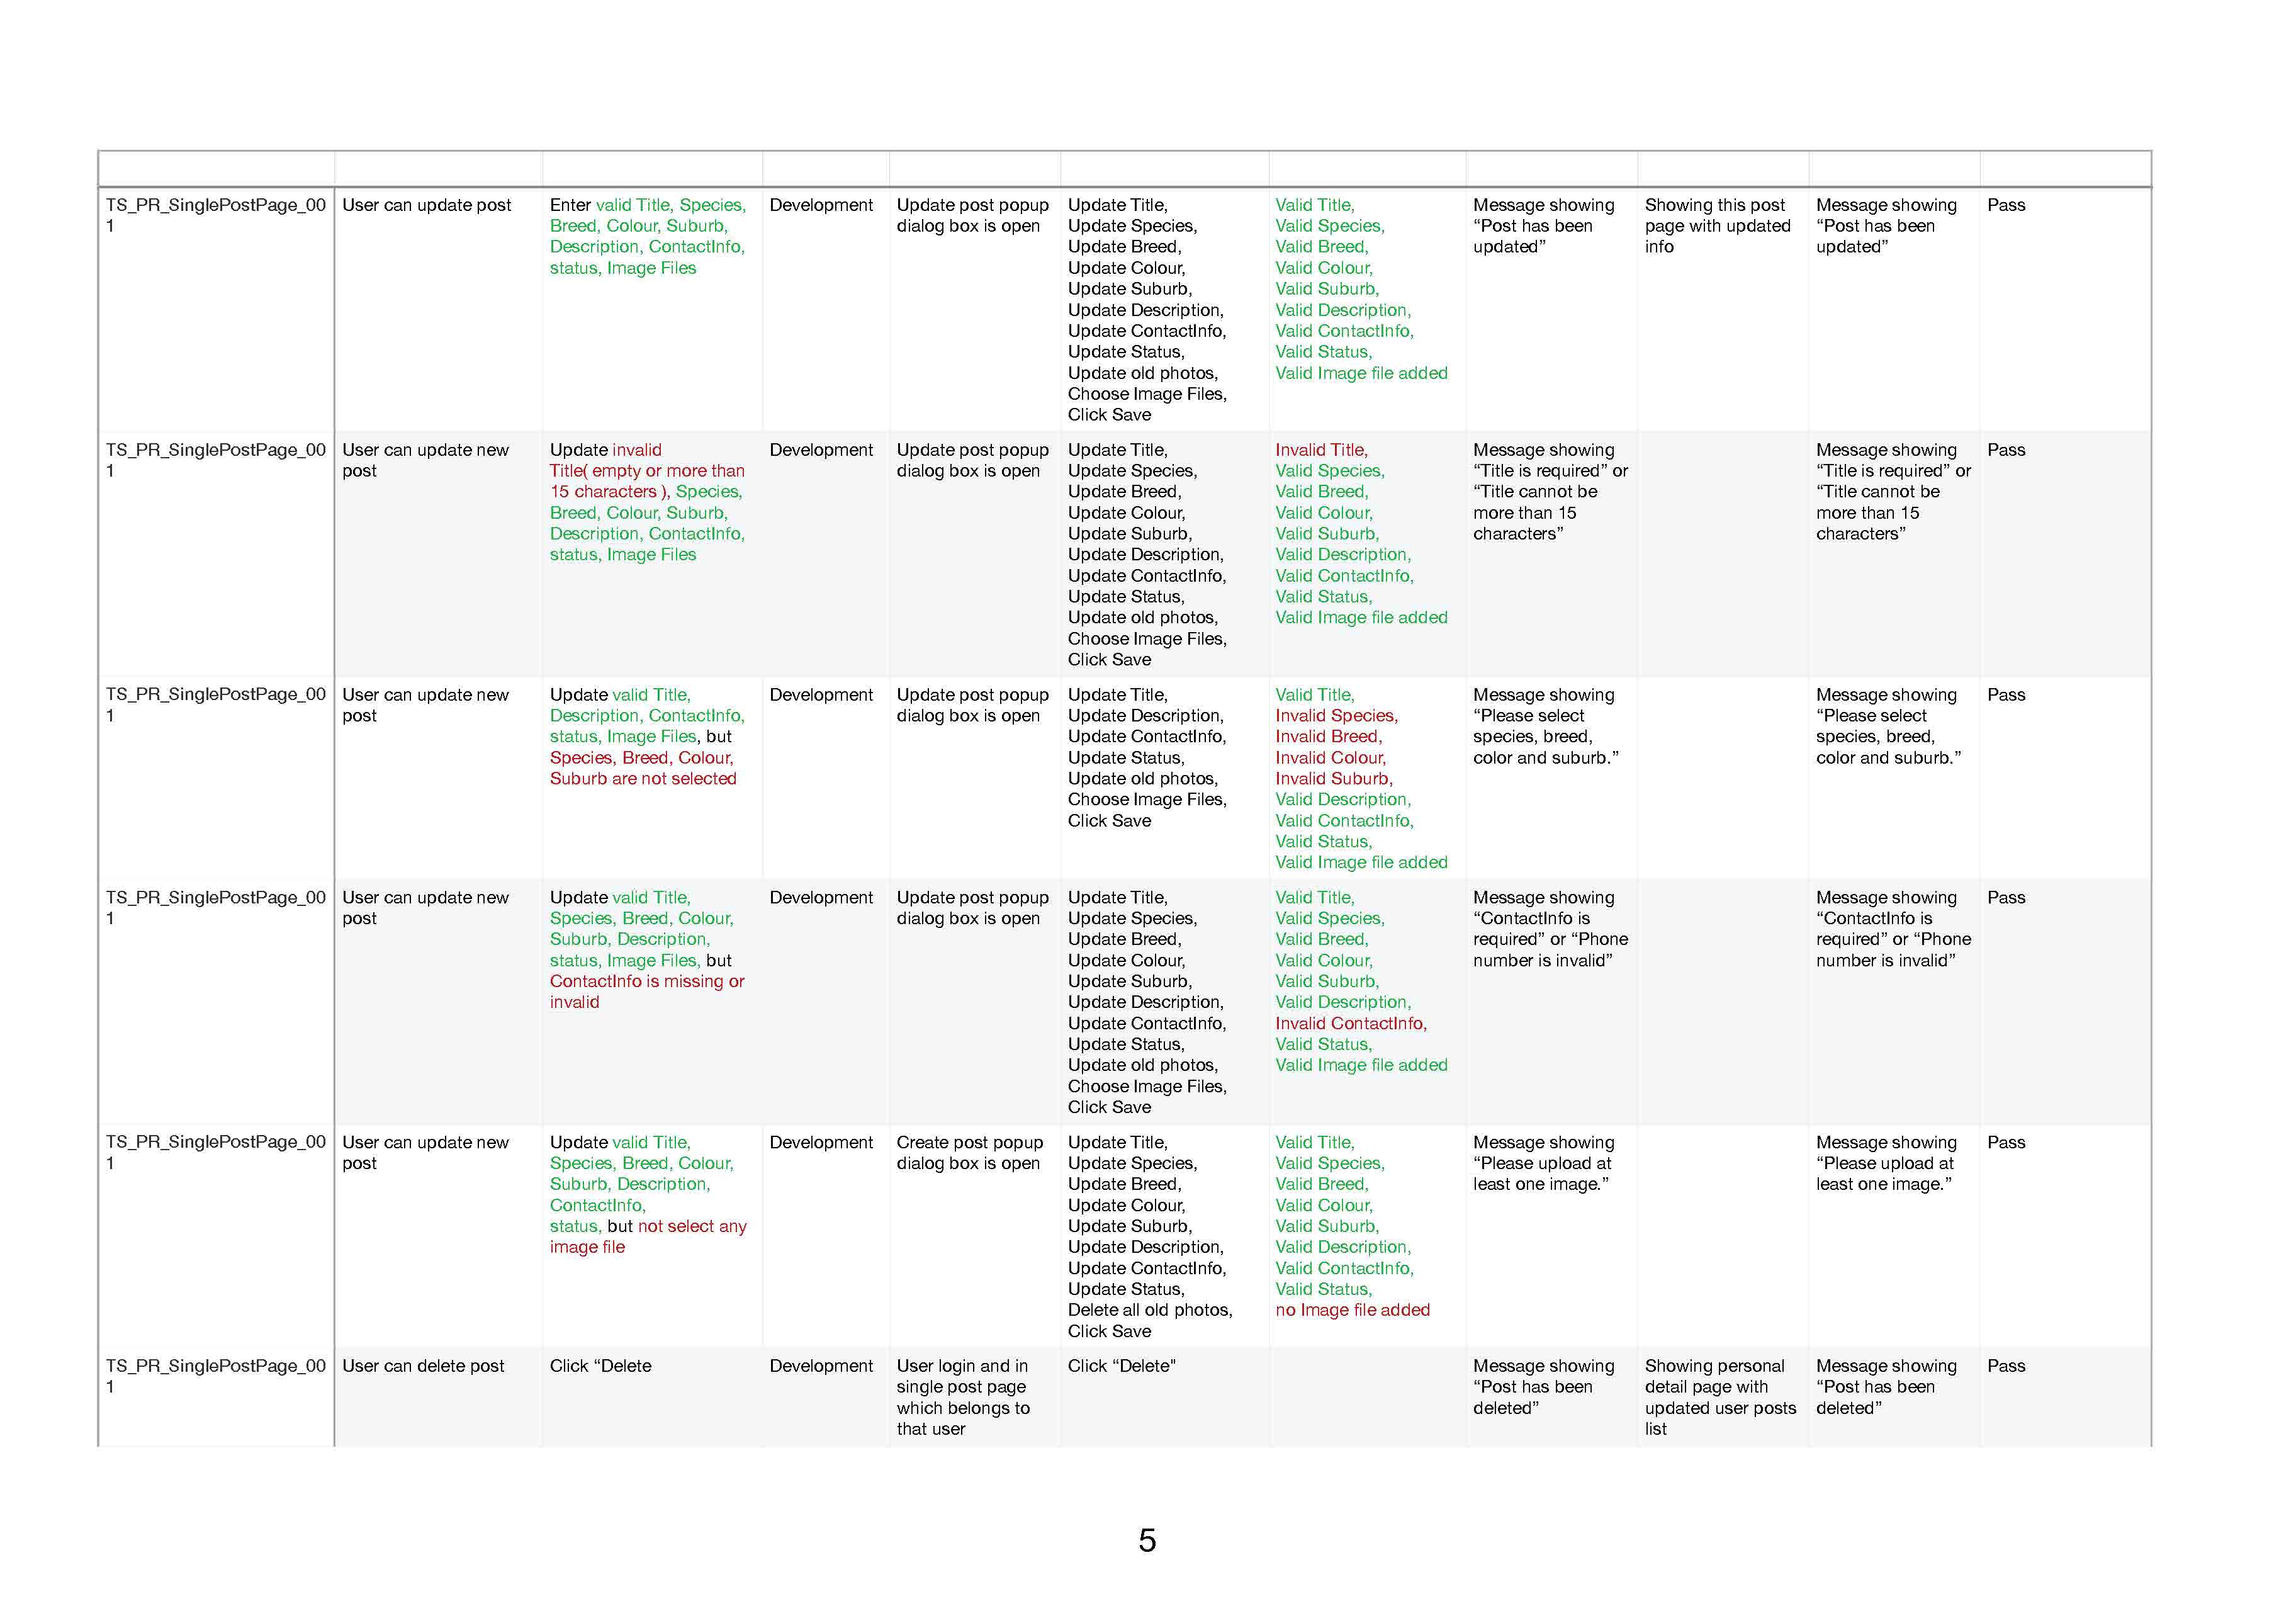 TS_PR_SinglePostPage_00
1
User can update post
Enter valid Title, Species,
Breed, Colour, Suburb,
Description, ContactInfo,
status, Image Files
Development
Update post popup
dialog box is open
Update Title,
Update Species,
Update Breed,
Update Colour,
Update Suburb,
Update Description,
Update ContactInfo,
Update Status,
Update old photos,
Choose Image Files,
Click Save
Valid Title,
Valid Species,
Valid Breed,
Valid Colour,
Valid Suburb,
Valid Description,
Valid ContactInfo,
Valid Status,
Valid Image file added
Message showing
“Post has been
updated”
Showing this post
page with updated
info
Message showing
“Post has been
updated”
Pass
TS_PR_SinglePostPage_00
1
User can update new
post
Update invalid
Title( empty or more than
15 characters ), Species,
Breed, Colour, Suburb,
Description, ContactInfo,
status, Image Files
Development
Update post popup
dialog box is open
Update Title,
Update Species,
Update Breed,
Update Colour,
Update Suburb,
Update Description,
Update ContactInfo,
Update Status,
Update old photos,
Choose Image Files,
Click Save
Invalid Title,
Valid Species,
Valid Breed,
Valid Colour,
Valid Suburb,
Valid Description,
Valid ContactInfo,
Valid Status,
Valid Image file added
Message showing
“Title is required” or
“Title cannot be
more than 15
characters”
Message showing
“Title is required” or
“Title cannot be
more than 15
characters”
Pass
TS_PR_SinglePostPage_00
1
User can update new
post
Update valid Title,
Description, ContactInfo,
status, Image Files, but
Species, Breed, Colour,
Suburb are not selected
Development
Update post popup
dialog box is open
Update Title,
Update Description,
Update ContactInfo,
Update Status,
Update old photos,
Choose Image Files,
Click Save
Valid Title,
Invalid Species,
Invalid Breed,
Invalid Colour,
Invalid Suburb,
Valid Description,
Valid ContactInfo,
Valid Status,
Valid Image file added
Message showing
“Please select
species, breed,
color and suburb.”
Message showing
“Please select
species, breed,
color and suburb.”
Pass
TS_PR_SinglePostPage_00
1
User can update new
post
Update valid Title,
Species, Breed, Colour,
Suburb, Description,
status, Image Files, but
ContactInfo is missing or
invalid
Development
Update post popup
dialog box is open
Update Title,
Update Species,
Update Breed,
Update Colour,
Update Suburb,
Update Description,
Update ContactInfo,
Update Status,
Update old photos,
Choose Image Files,
Click Save
Valid Title,
Valid Species,
Valid Breed,
Valid Colour,
Valid Suburb,
Valid Description,
Invalid ContactInfo,
Valid Status,
Valid Image file added
Message showing
“ContactInfo is
required” or “Phone
number is invalid”
Message showing
“ContactInfo is
required” or “Phone
number is invalid”
Pass
TS_PR_SinglePostPage_00
1
User can update new
post
Update valid Title,
Species, Breed, Colour,
Suburb, Description,
ContactInfo,
status, but not select any
image file
Development
Create post popup
dialog box is open
Update Title,
Update Species,
Update Breed,
Update Colour,
Update Suburb,
Update Description,
Update ContactInfo,
Update Status,
Delete all old photos,
Click Save
Valid Title,
Valid Species,
Valid Breed,
Valid Colour,
Valid Suburb,
Valid Description,
Valid ContactInfo,
Valid Status,
no Image file added
Message showing
“Please upload at
least one image.”
Message showing
“Please upload at
least one image.”
Pass
TS_PR_SinglePostPage_00
1
User can delete post
Click “Delete
Development
User login and in
single post page
which belongs to
that user
Click “Delete"
Message showing
“Post has been
deleted”
Showing personal
detail page with
updated user posts
list
Message showing
“Post has been
deleted”
Pass
5